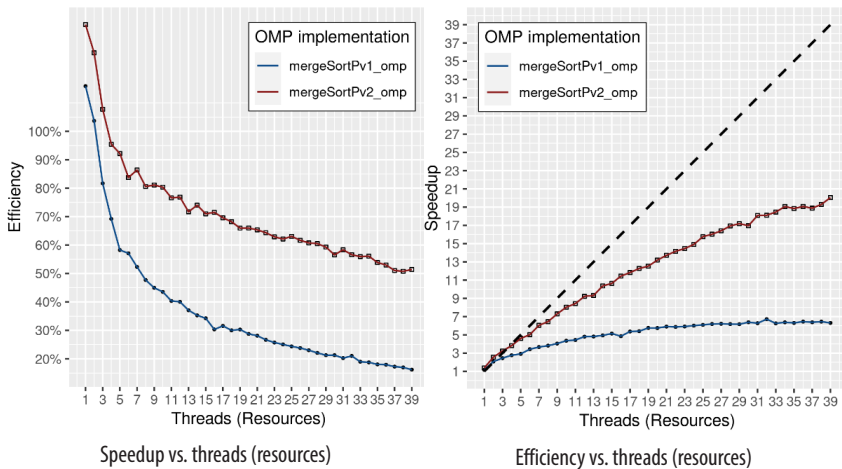 OMP implementation
mergeSortPv1_omp
mergeSortPv2_omp
100%
90%
80%
70%
60%
50%
40%
30%
20%
Efficiency
1 3 5 7 9 11 13 15 17 19 21 23 25 27 29 31 33 35 37 39
Threads (Resources)
Speedup vs. threads (resources)
OMP implementation
mergeSortPv1_omp
mergeSortPv2_omp
39
37
35
33
31
29
27
25
23
21
19
17
15
13
11
9
7
5
3
1
Speedup
1 3 5 7 9 11 13 15 17 19 21 23 25 27 29 31 33 35 37 39
Threads (Resources)
Efficiency vs. threads (resources)